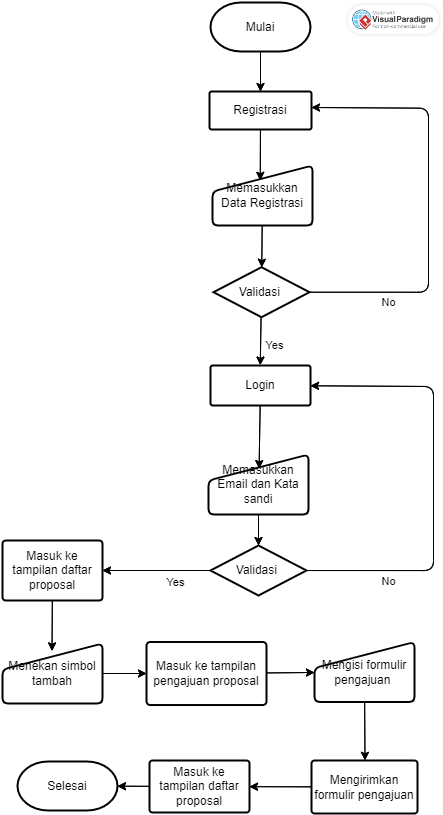 Mulai
Made with
Visual Paradigm
For non-commercial use
Registrasi
Memasukkan
Data Registrasi
Validasi
No
Yes
Login
Memasukkan
Email dan Kata
sandi
Validasi
Yes
No
Masuk ke
tampilan daftar
proposal
Menekan simbol
tambah
Masuk ke tampilan
pengajuan proposal
Mengisi formulir
pengajuan
Mengirimkan
formulir pengajuan
Masuk ke
tampilan daftar
proposal
Selesai